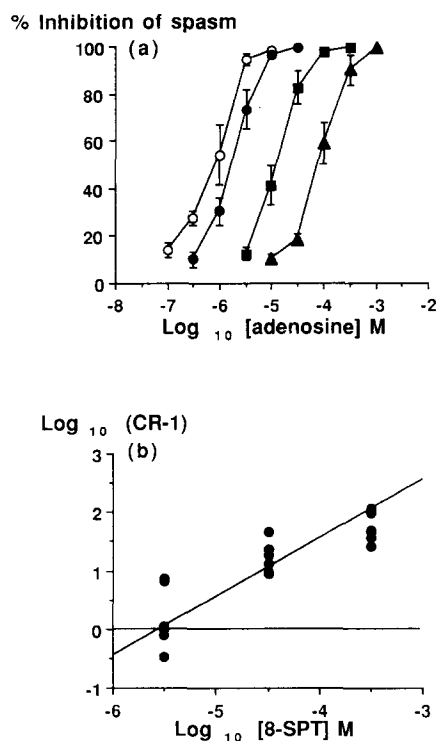 % Inhibition of spasm
(a)
100
80
60
40
20
0
-8 -7 -6 -5 -4 -3 -2
Log 10 [adenosine] M
Log 10 (CR-1)
(b)
3
2
1
0
-1
-6 -5 -4 -3
Log 10 [8-SPT] M